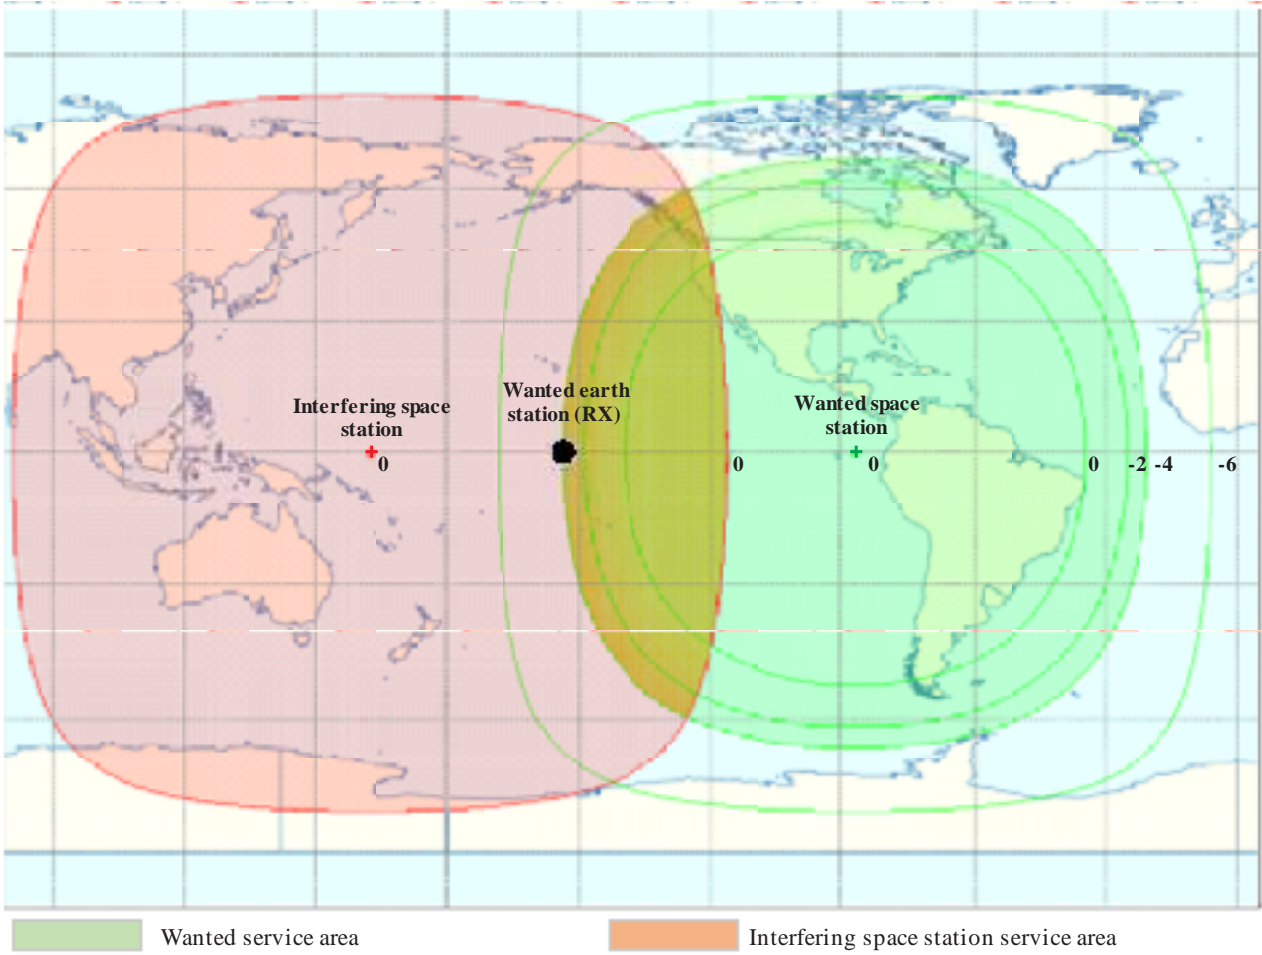 Wanted earth
station (RX)
Interfering space
station
Wanted space
station
0
0
0
0
-2
-4
-6
Wanted service area
Interfering space station service area